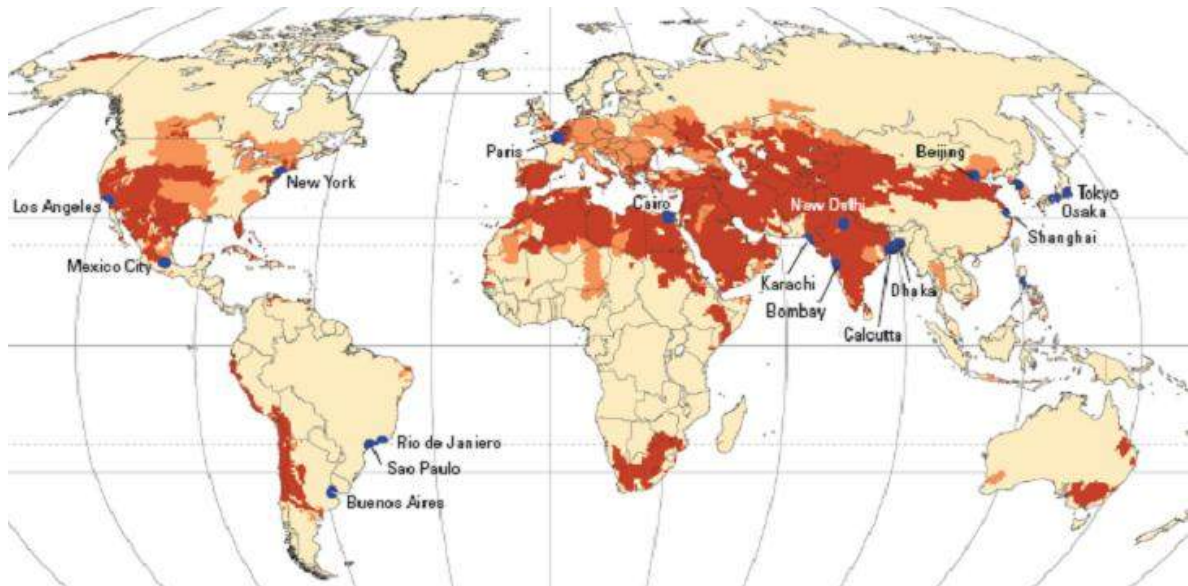 Paris
Beijing
New York
Los Angeles
Cairo
New Delhi
Tokyo
Osaka
Shanghai
Mexico City
Karachi
Dhaka
Bombay
Calcutta
Rio de Janiero
Sao Paulo
Buenos Aires